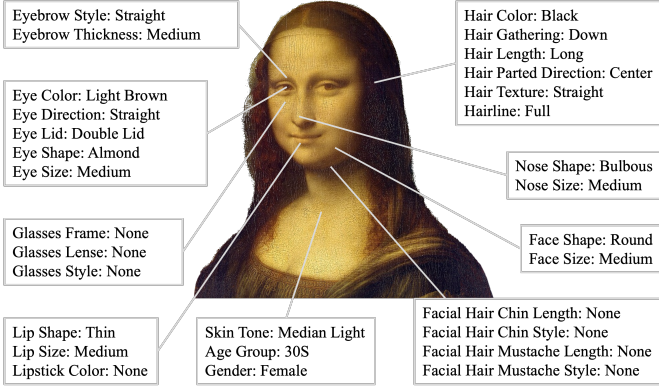 Eyebrow Style: Straight
Eyebrow Thickness: Medium
Hair Color: Black
Hair Gathering: Down
Hair Length: Long
Hair Parted Direction: Center
Hair Texture: Straight
Hairline: Full
Eye Color: Light Brown
Eye Direction: Straight
Eye Lid: Double Lid
Eye Shape: Almond
Eye Size: Medium
Nose Shape: Bulbous
Nose Size: Medium
Glasses Frame: None
Glasses Lense: None
Glasses Style: None
Face Shape: Round
Face Size: Medium
Lip Shape: Thin
Lip Size: Medium
Lipstick Color: None
Skin Tone: Median Light
Age Group: 30S
Gender: Female
Facial Hair Chin Length: None
Facial Hair Chin Style: None
Facial Hair Mustache Length: None
Facial Hair Mustache Style: None